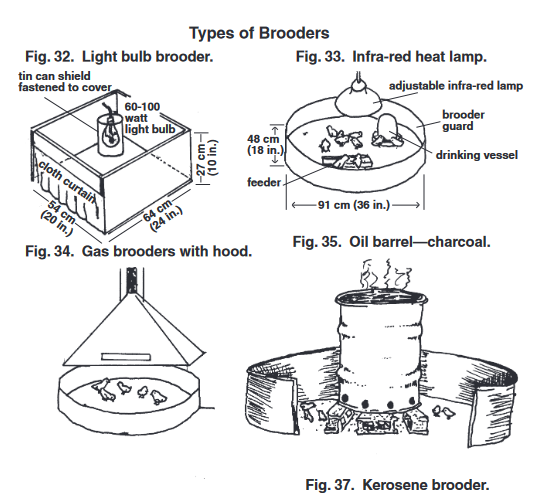 Types of Brooders
Fig. 32. Light bulb brooder.
tin can shield
fastened to cover
60-100
watt
light bulb
27 cm
(10 in.)
cloth curtain
54 cm
(20 in.)
64 cm
(24 in.)
Fig. 33. Infra-red heat lamp.
adjustable infra-red lamp
brooder
guard
48 cm
(18 in.)
drinking vessel
feeder
91 cm (36 in.)
Fig. 34. Gas brooders with hood.
Fig. 35. Oil barrel—charcoal.
Fig. 37. Kerosene brooder.